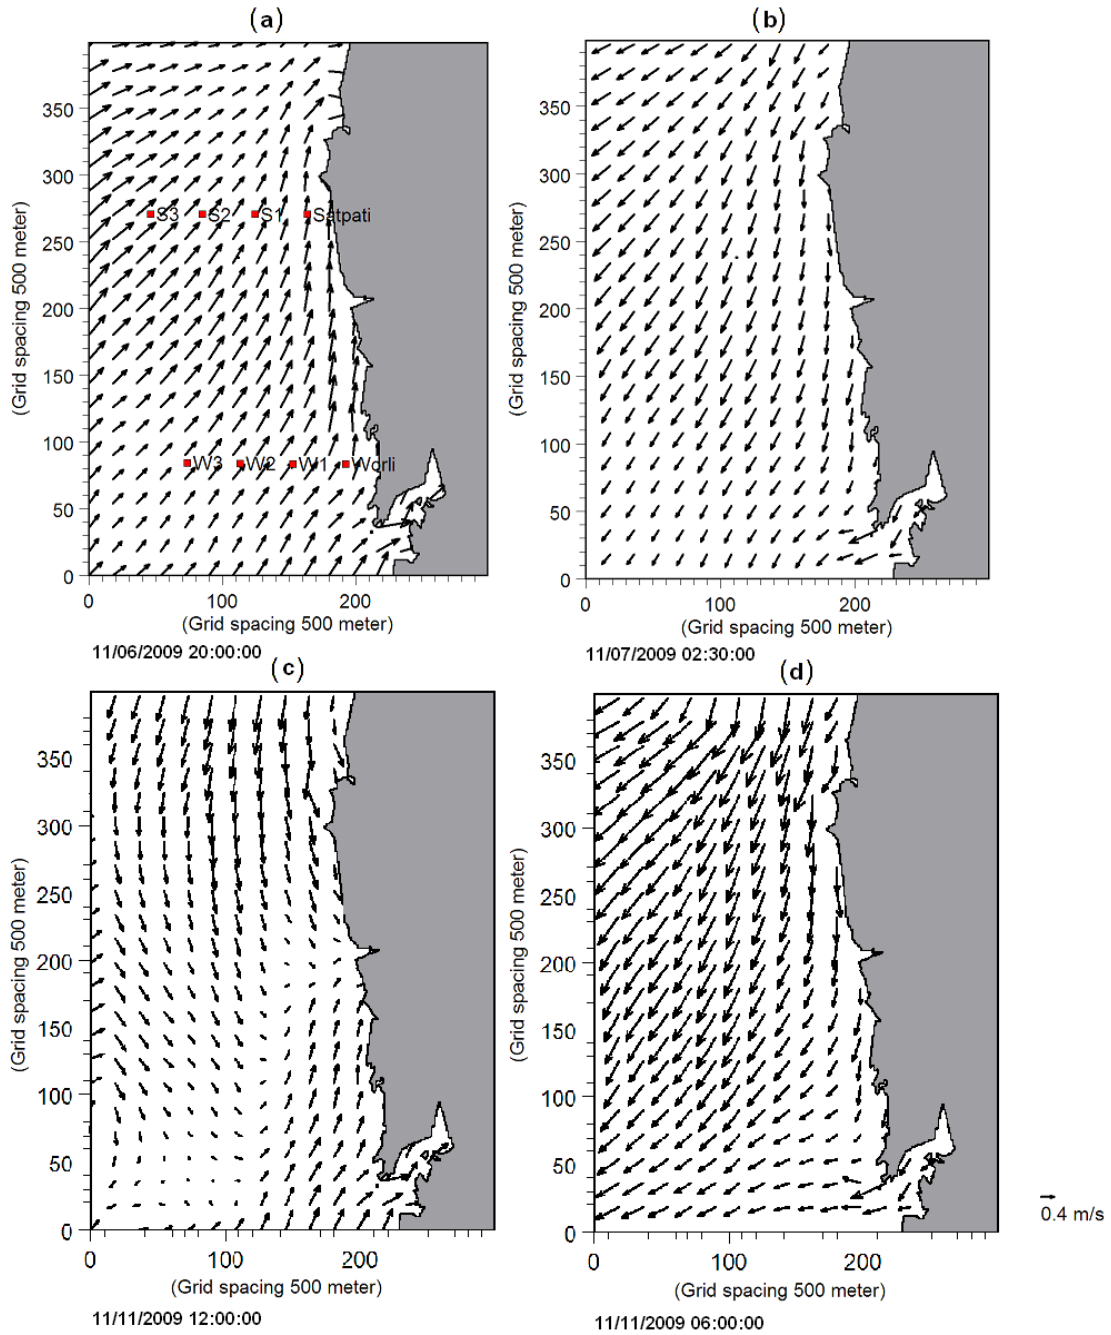 (a)
(b)
350
300
250
200
150
100
50
0
(Grid spacing 500 meter)
S3 S2 S1 Satpati
W3 W2 W1 Worli
0 100 200
(Grid spacing 500 meter)
11/06/2009 20:00:00
350
300
250
200
150
100
50
0
(Grid spacing 500 meter)
0 100 200
(Grid spacing 500 meter)
11/07/2009 02:30:00
(c)
(d)
350
300
250
200
150
100
50
0
(Grid spacing 500 meter)
0 100 200
(Grid spacing 500 meter)
11/11/2009 12:00:00
350
300
250
200
150
100
50
0
(Grid spacing 500 meter)
0 100 200
(Grid spacing 500 meter)
11/11/2009 06:00:00
0.4 m/s